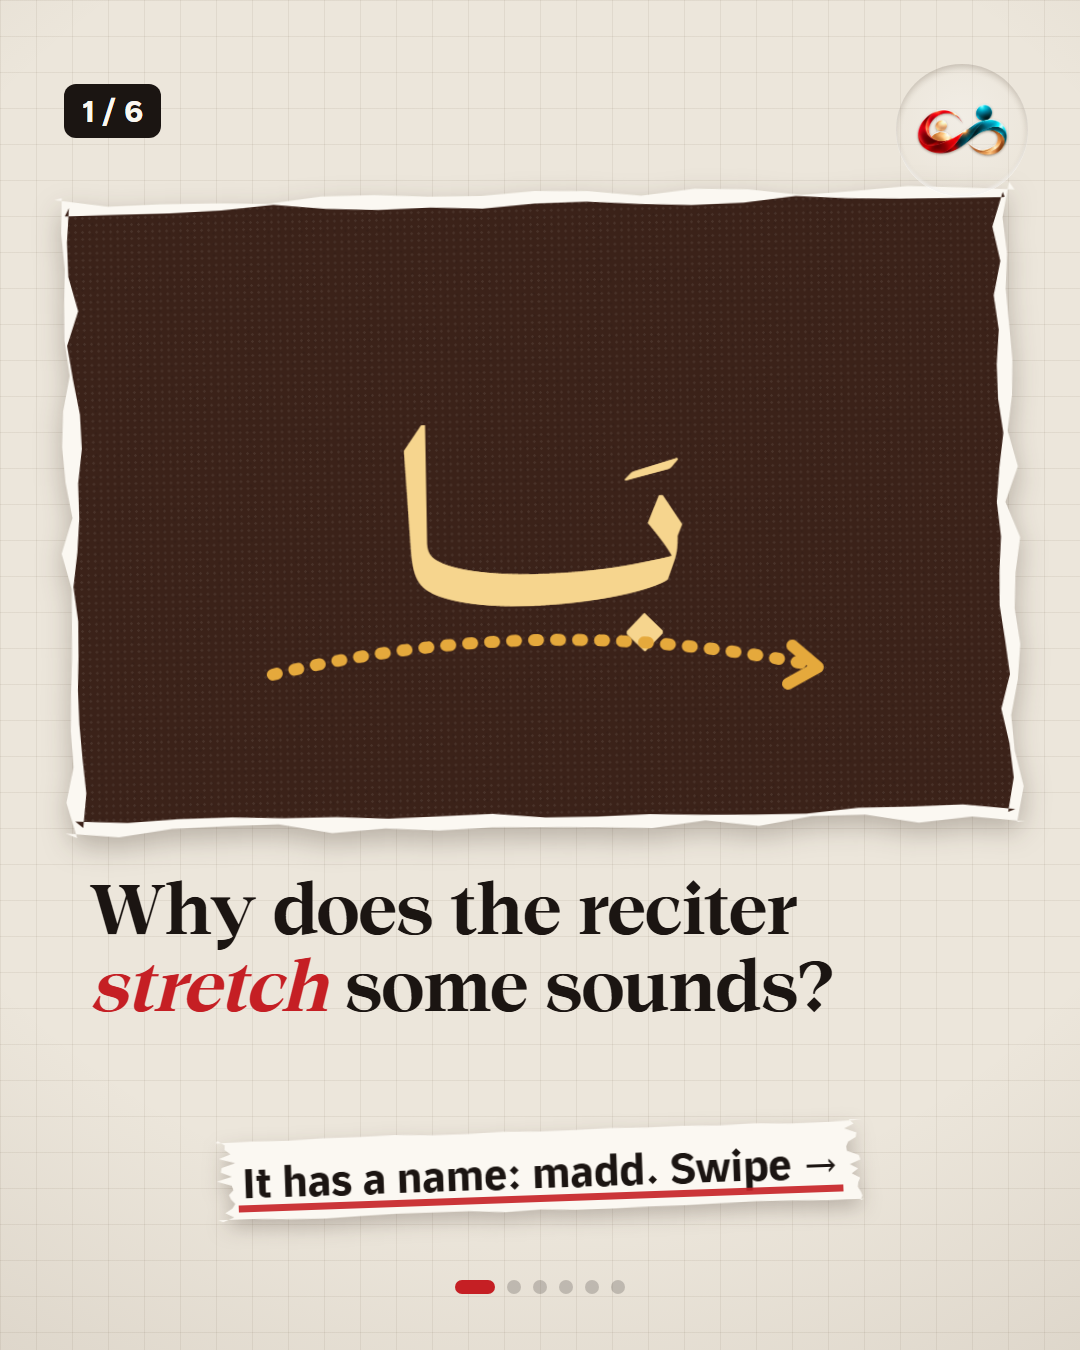 1 / 6
بَا
Why does the reciter
stretch some sounds?
It has a name: madd. Swipe →